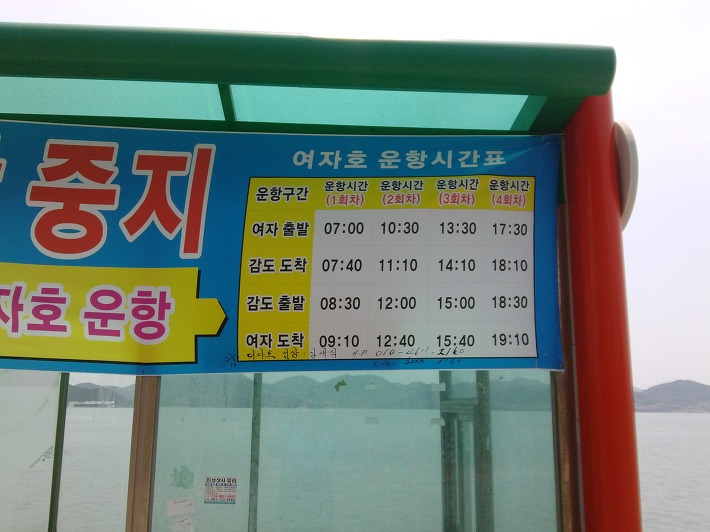 중지
자호 운항
여자호 운항시간표
운항구간 운항시간 (1회차) 운항시간 (2회차) 운항시간 (3회차) 운항시간 (4회차)
여자 출발 07:00 10:30 13:30 17:30
감도 도착 07:40 11:10 14:10 18:10
감도 출발 08:30 12:00 15:00 18:30
여자 도착 09:10 12:40 15:40 19:10
H·P 010-4611-2160